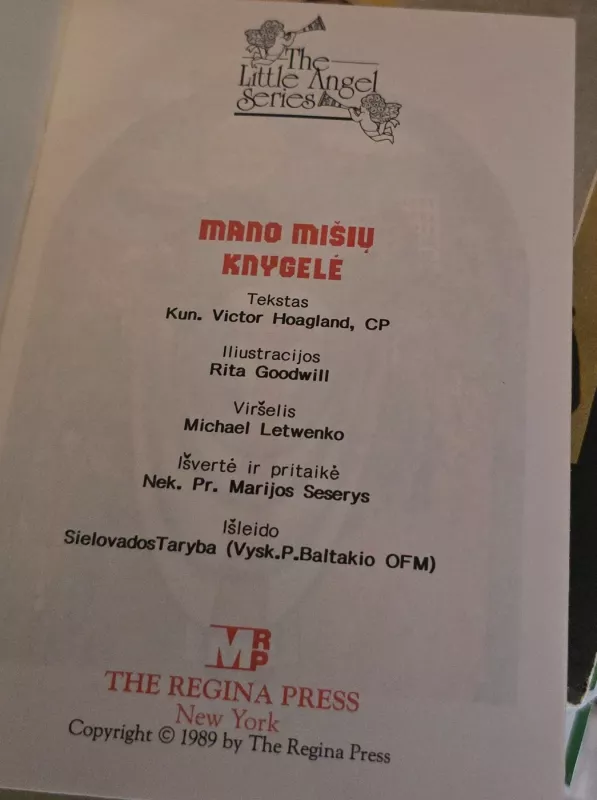 The
Little Angel
Series
MANO MIŠIŲ
KNYGELĖ
Tekstas
Kun. Victor Hoagland, CP
Iliustracijos
Rita Goodwill
Viršelis
Michael Letwenko
Išvertė ir pritaikė
Nek. Pr. Marijos Seserys
Išleido
SielovadosTaryba (Vysk.P.Baltakio OFM)
MRP
THE REGINA PRESS
New York
Copyright © 1989 by The Regina Press